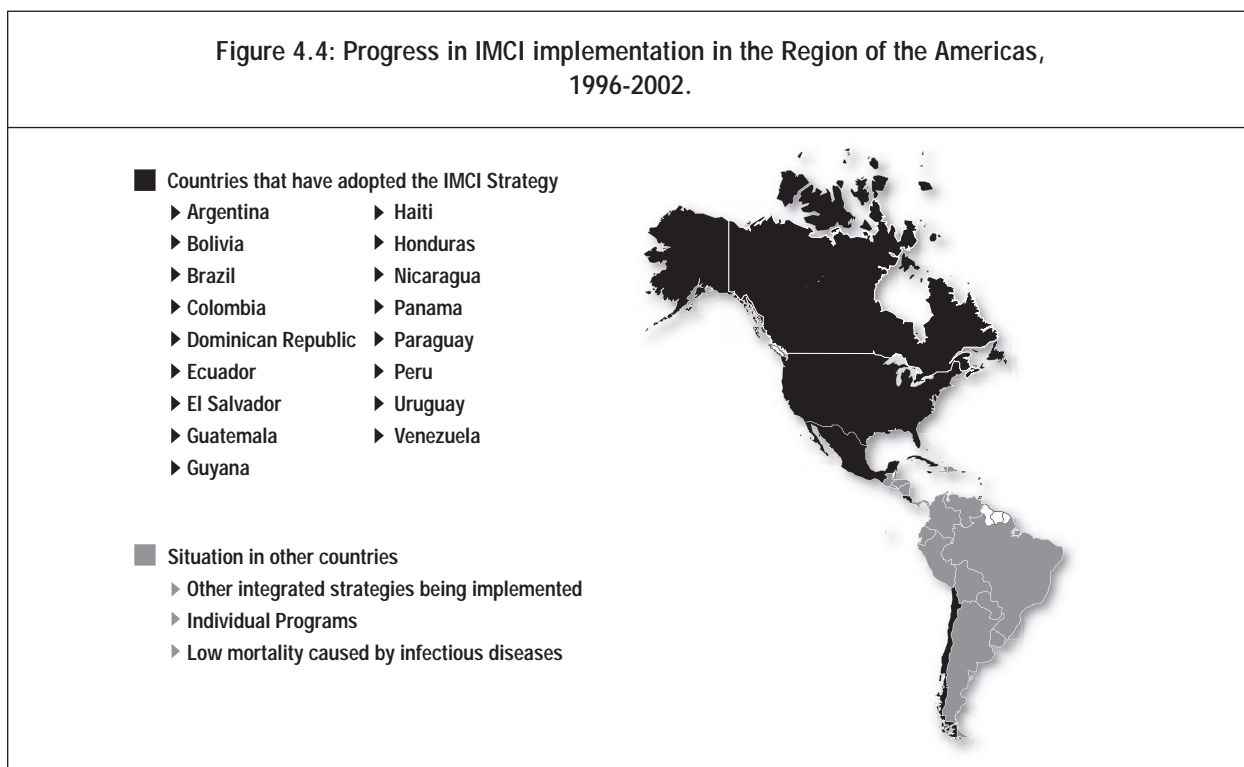 Figure 4.4: Progress in IMCI implementation in the Region of the Americas,
1996-2002.
Countries that have adopted the IMCI Strategy
Argentina
Bolivia
Brazil
Colombia
Dominican Republic
Ecuador
El Salvador
Guatemala
Guyana
Haiti
Honduras
Nicaragua
Panama
Paraguay
Peru
Uruguay
Venezuela
Situation in other countries
Other integrated strategies being implemented
Individual Programs
Low mortality caused by infectious diseases